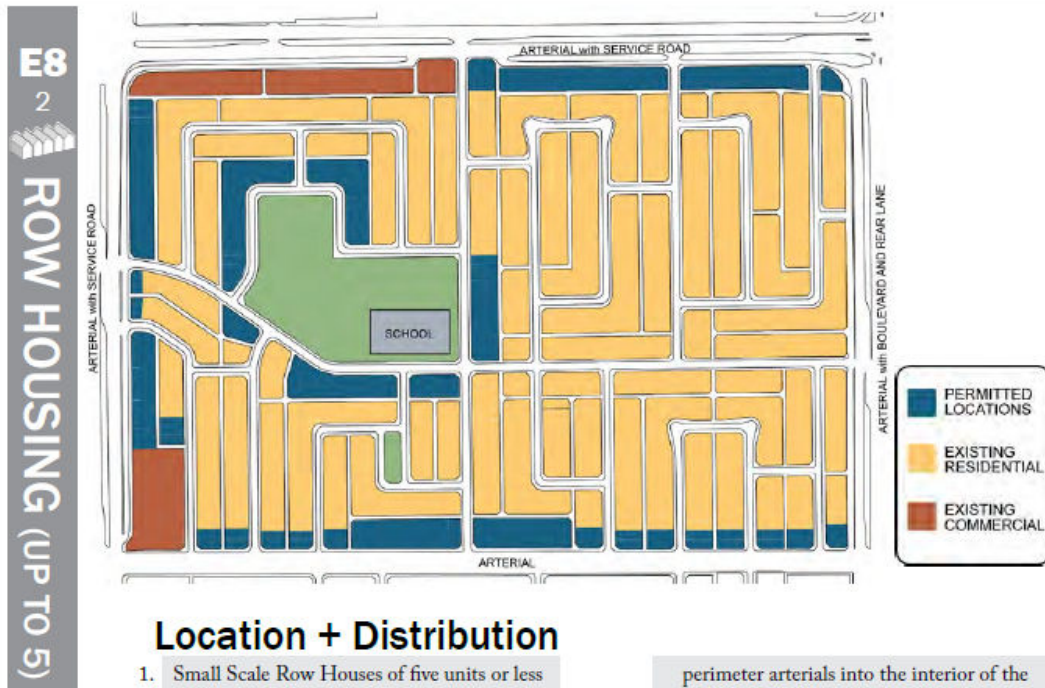 E8
2
ROW HOUSING (UP TO 5)
ARTERIAL with SERVICE ROAD
ARTERIAL with SERVICE ROAD
SCHOOL
ARTERIAL with BOULEVARD AND REAR LANE
ARTERIAL
PERMITTED
LOCATIONS
EXISTING
RESIDENTIAL
EXISTING
COMMERCIAL
Location + Distribution
1. Small Scale Row Houses of five units or less
perimeter arterials into the interior of the